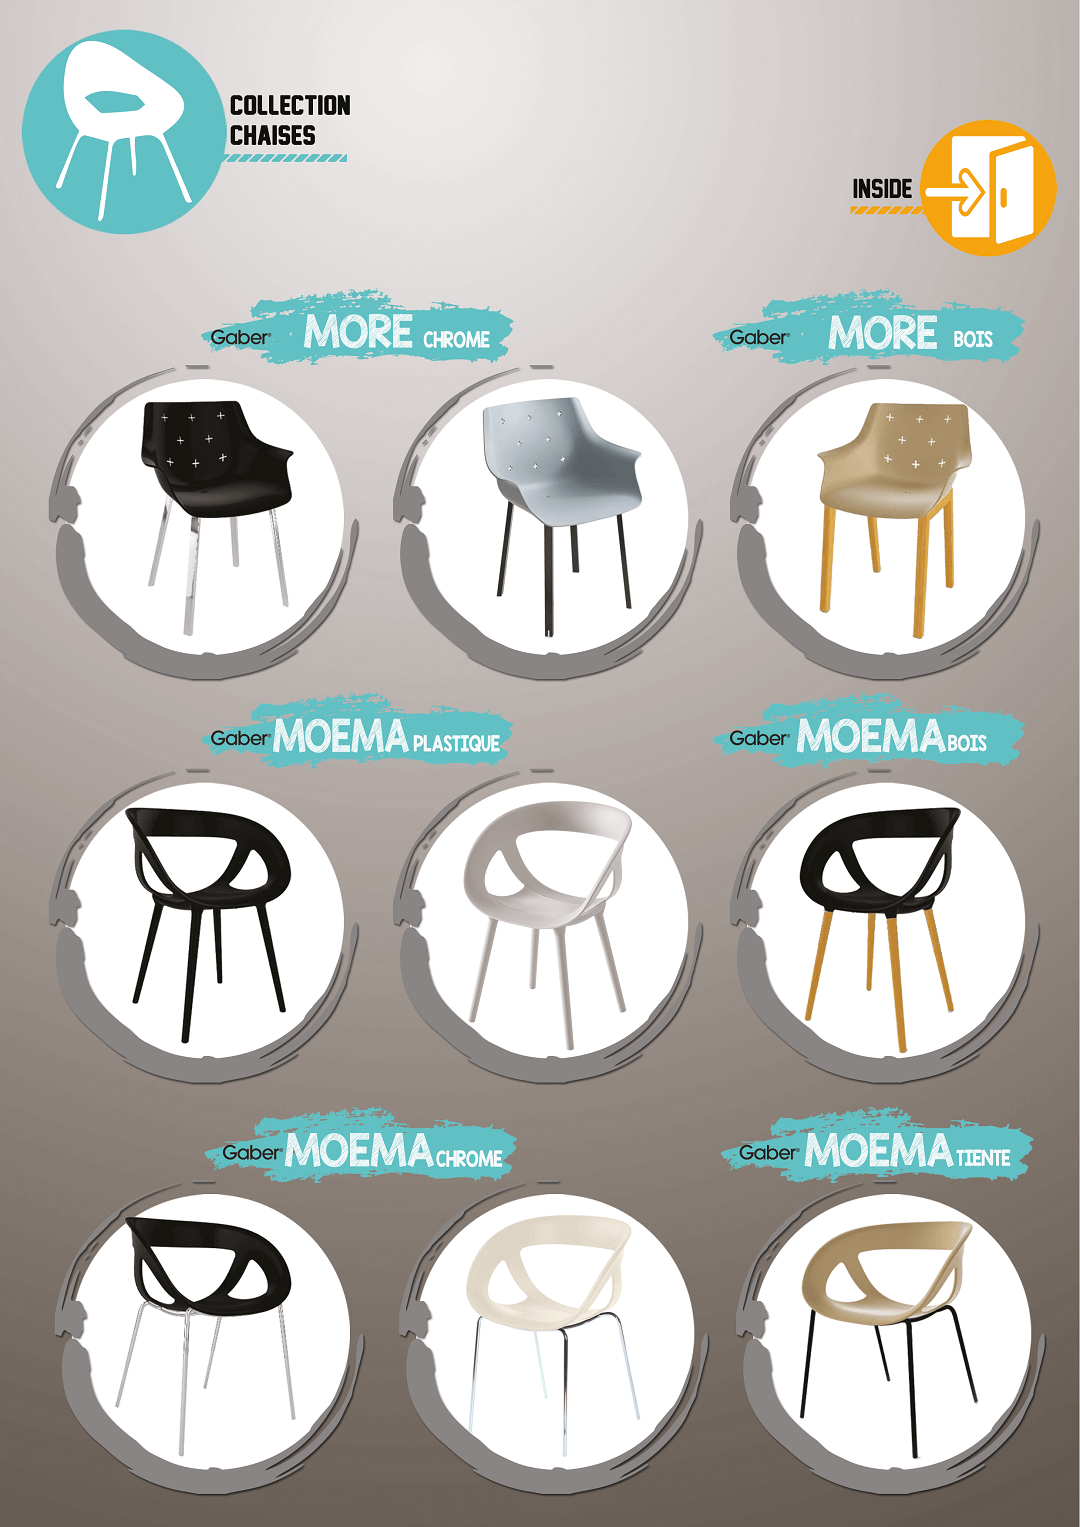 COLLECTION
CHAISES
INSIDE
Gaber® MORE CHROME
Gaber® MORE BOIS
Gaber® MOEMA PLASTIQUE
Gaber® MOEMA BOIS
Gaber® MOEMA CHROME
Gaber® MOEMA TIENTE